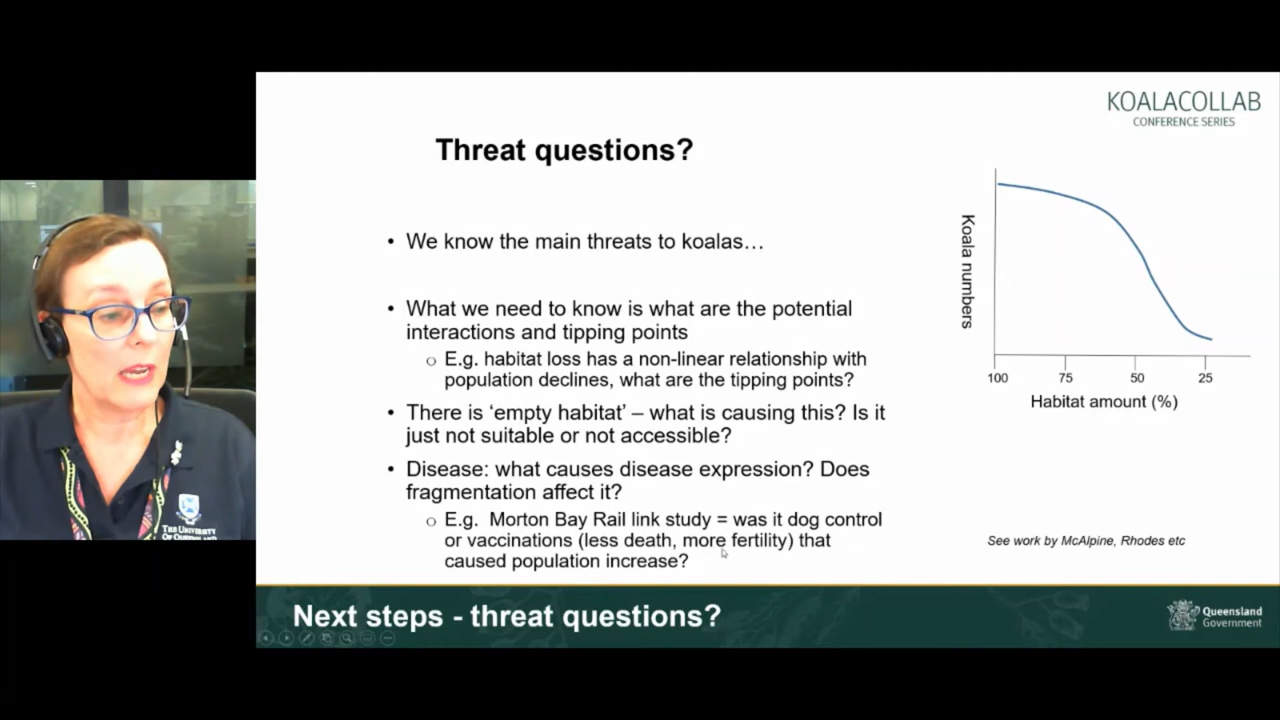 KOALACOLLAB
CONFERENCE SERIES
Threat questions?
• We know the main threats to koalas…
• What we need to know is what are the potential
interactions and tipping points
o E.g. habitat loss has a non-linear relationship with
population declines, what are the tipping points?
• There is ‘empty habitat’ – what is causing this? Is it
just not suitable or not accessible?
• Disease: what causes disease expression? Does
fragmentation affect it?
o E.g. Morton Bay Rail link study = was it dog control
or vaccinations (less death, more fertility) that
caused population increase?
Koala numbers
100 75 50 25
Habitat amount (%)
See work by McAlpine, Rhodes etc
Next steps - threat questions?
Queensland
Government
THE UNIVERSITY